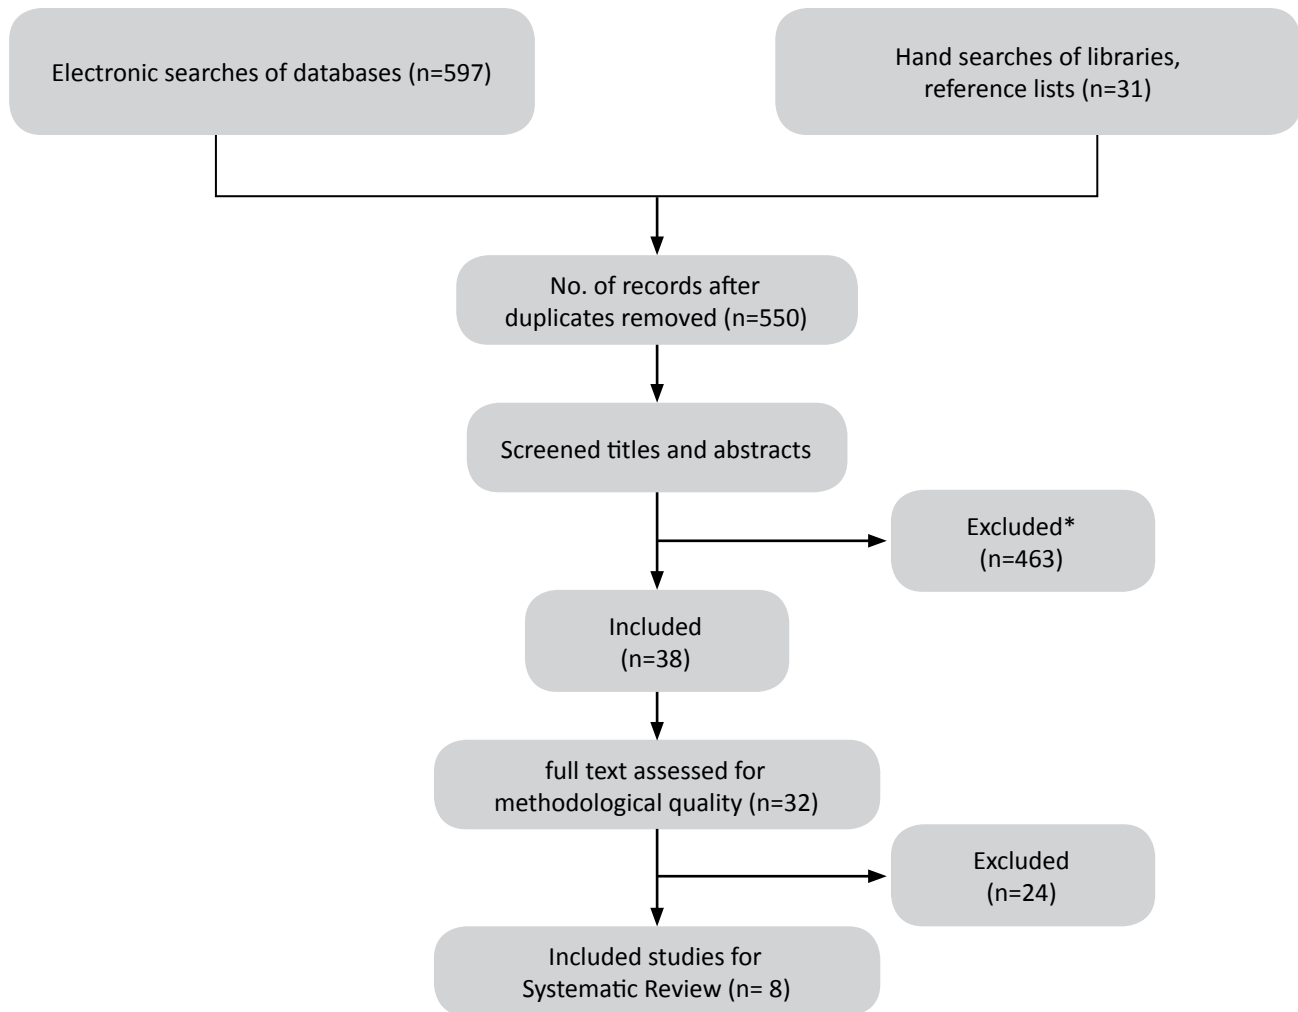 Electronic searches of databases (n=597)
Hand searches of libraries,
reference lists (n=31)
No. of records after
duplicates removed (n=550)
Screened titles and abstracts
Excluded*
(n=463)
Included
(n=38)
full text assessed for
methodological quality (n=32)
Excluded
(n=24)
Included studies for
Systematic Review (n= 8)